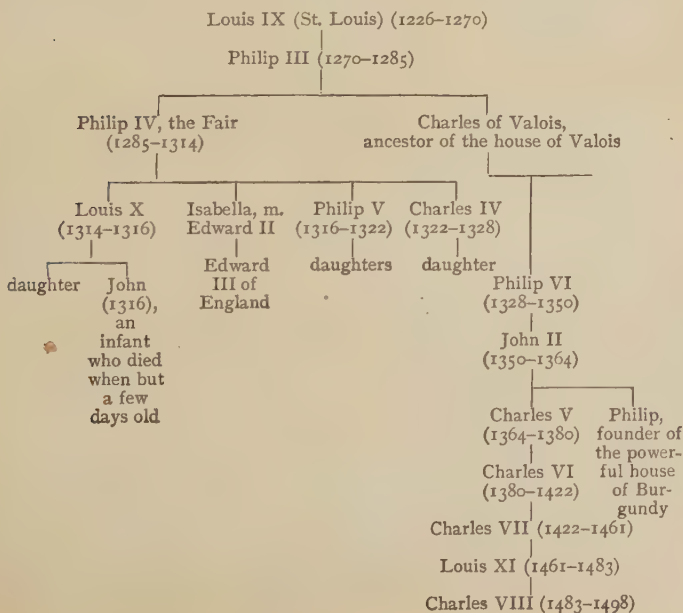 Louis IX (St. Louis) (1226–1270)
Philip III (1270–1285)
Philip IV, the Fair
(1285–1314)
Charles of Valois,
ancestor of the house of Valois
Louis X
(1314–1316)
Isabella, m.
Edward II
Philip V
(1316–1322)
Charles IV
(1322–1328)
daughter
John
(1316),
an
infant
who died
when but
a few
days old
Edward
III of
England
daughters
daughter
Philip VI
(1328–1350)
John II
(1350–1364)
Charles V
(1364–1380)
Philip,
founder of
the power-
ful house
of Bur-
gundy
Charles VI
(1380–1422)
Charles VII (1422–1461)
Louis XI (1461–1483)
Charles VIII (1483–1498)